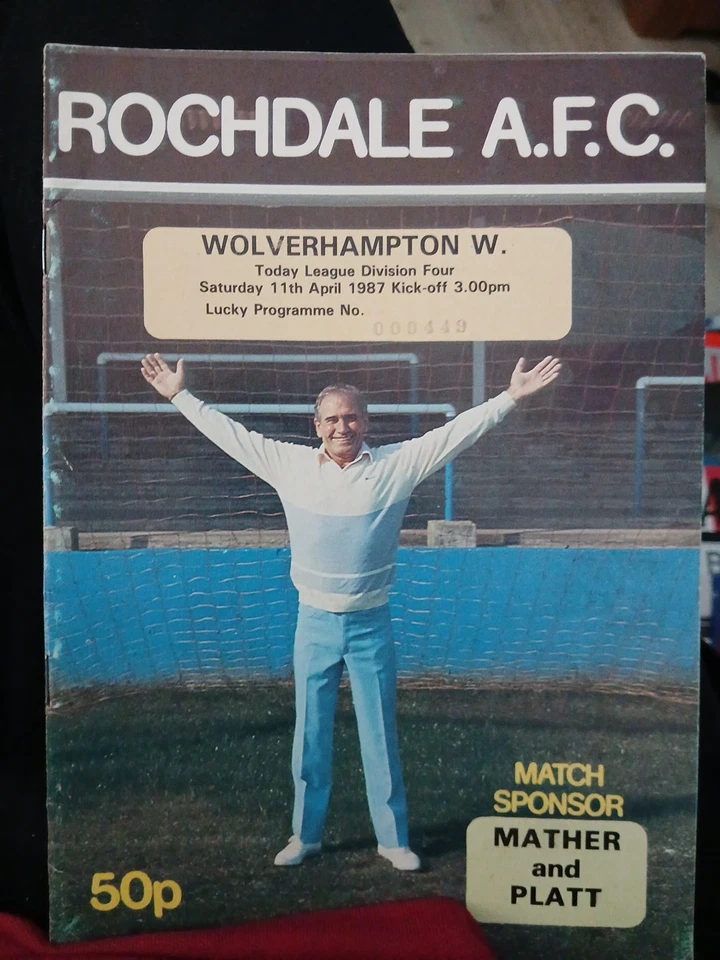 ROCHDALE A.F.C.
WOLVERHAMPTON W.
Today League Division Four
Saturday 11th April 1987 Kick-off 3.00pm
Lucky Programme No.
000449
MATCH
SPONSOR
MATHER
and
PLATT
50p